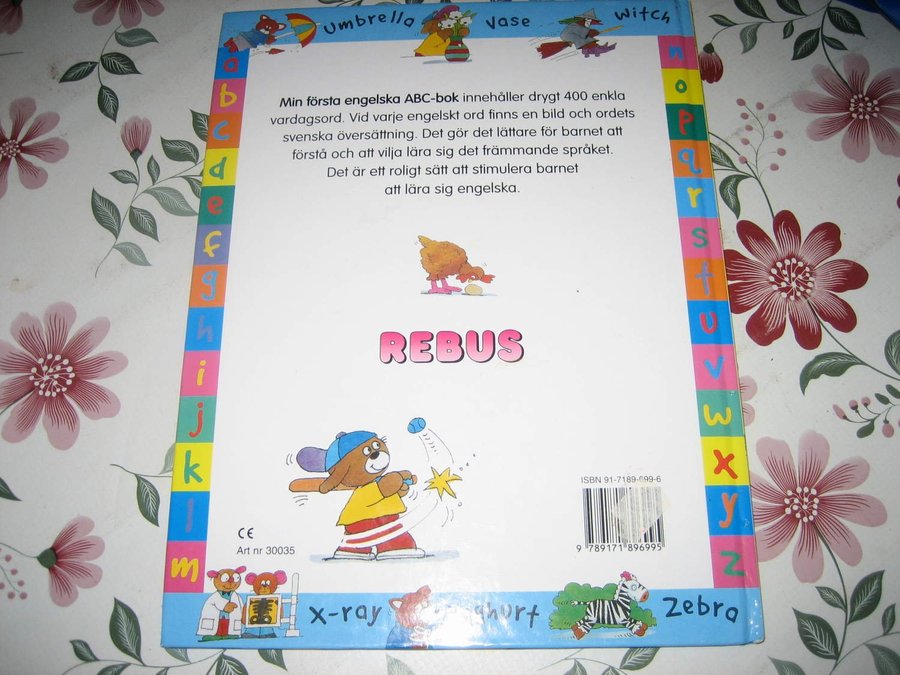 Umbrella Vase Witch
a
b
c
d
e
f
g
h
i
j
k
l
m
n
o
p
q
r
s
t
u
v
w
x
y
z
Min första engelska ABC-bok innehåller drygt 400 enkla
vardagsord. Vid varje engelskt ord finns en bild och ordets
svenska översättning. Det gör det lättare för barnet att
förstå och att vilja lära sig det främmande språket.
Det är ett roligt sätt att stimulera barnet
att lära sig engelska.
REBUS
CE
Art nr 30035
ISBN 91-7189-699-6
9 789171 896995
X-ray ghurt Zebra